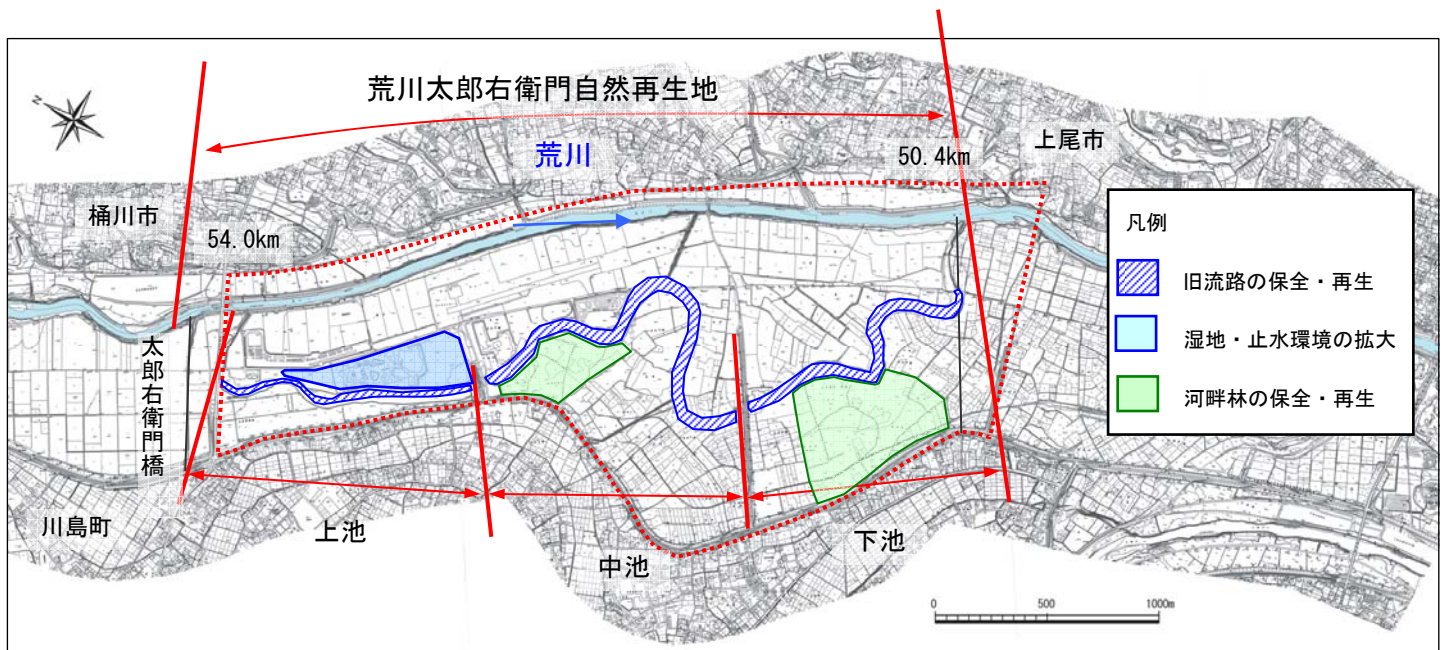 荒川太郎右衛門自然再生地
荒川
50.4km
上尾市
桶川市
54.0km
N
凡例
旧流路の保全・再生
湿地・止水環境の拡大
河畔林の保全・再生
太郎右衛門橋
川島町
上池
中池
下池
0 500 1000m